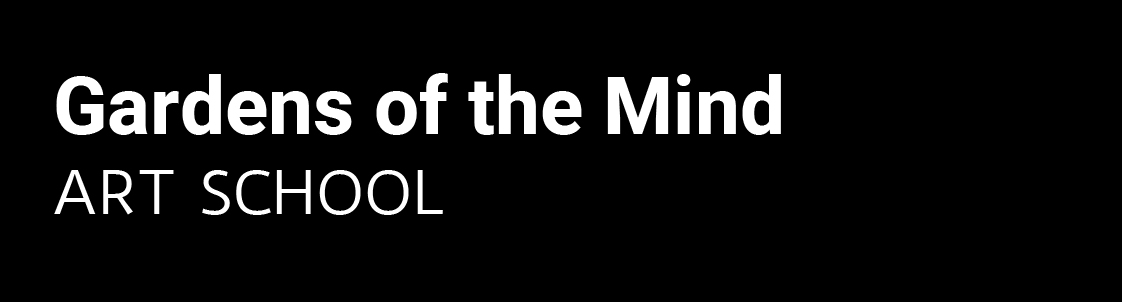 Gardens of the Mind
ART SCHOOL